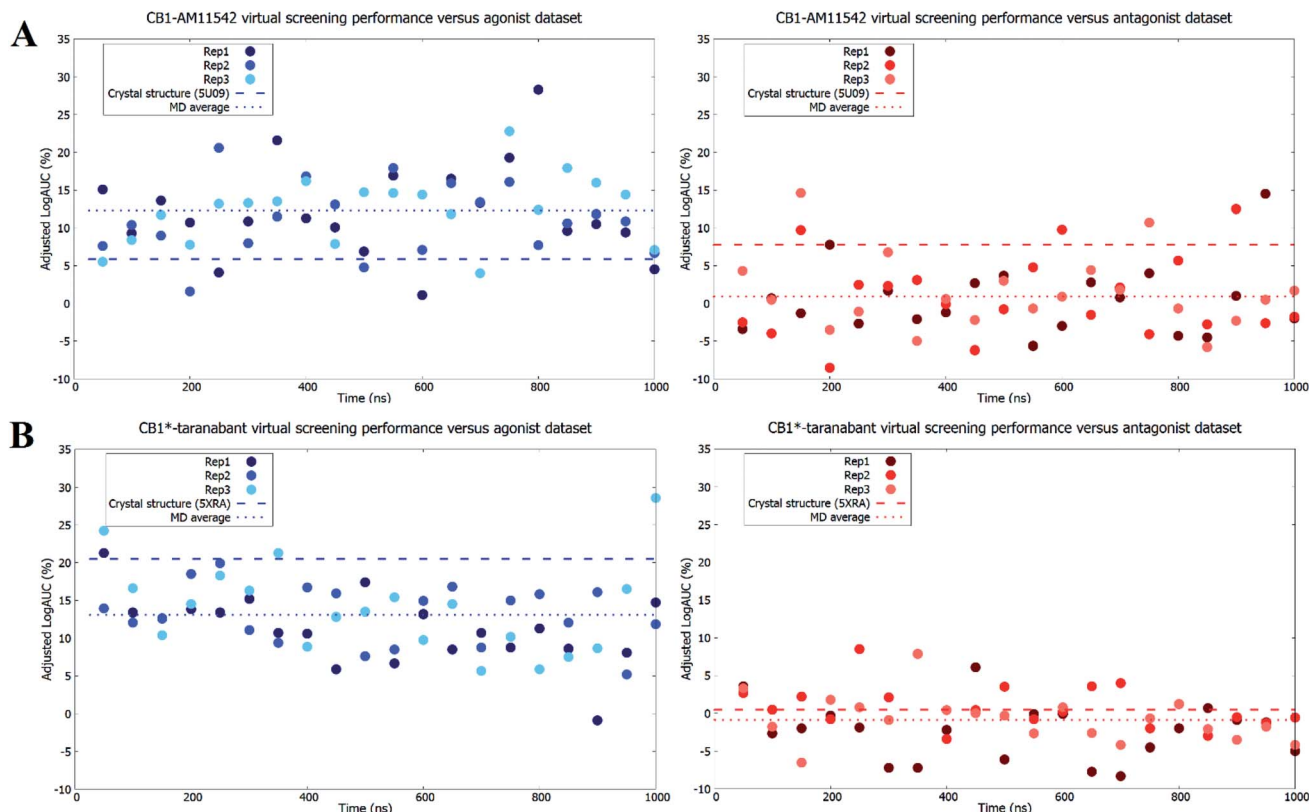 A
CB1-AM11542 virtual screening performance versus agonist dataset
35
30
25
20
15
10
5
0
-5
-10
Adjusted LogAUC (%)
Rep1
Rep2
Rep3
Crystal structure (5U09)
MD average
0
200
400
600
800
1000
Time (ns)
CB1-AM11542 virtual screening performance versus antagonist dataset
35
30
25
20
15
10
5
0
-5
-10
Adjusted LogAUC (%)
Rep1
Rep2
Rep3
Crystal structure (5U09)
MD average
0
200
400
600
800
1000
Time (ns)
B
CB1*-taranabant virtual screening performance versus agonist dataset
35
30
25
20
15
10
5
0
-5
-10
Adjusted LogAUC (%)
Rep1
Rep2
Rep3
Crystal structure (5XRA)
MD average
0
200
400
600
800
1000
Time (ns)
CB1*-taranabant virtual screening performance versus antagonist dataset
35
30
25
20
15
10
5
0
-5
-10
Adjusted LogAUC (%)
Rep1
Rep2
Rep3
Crystal structure (5XRA)
MD average
0
200
400
600
800
1000
Time (ns)